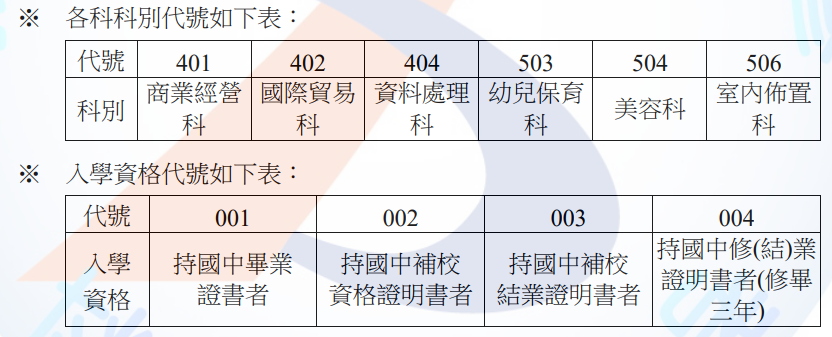 ※ 各科科別代號如下表：
代號 401 402 404 503 504 506
科別 商業經營科 國際貿易科 資料處理科 幼兒保育科 美容科 室內佈置科
※ 入學資格代號如下表：
代號 001 002 003 004
入學資格 持國中畢業證書者 持國中補校資格證明書者 持國中補校結業證明書者 持國中修(結)業證明書者(修畢三年)